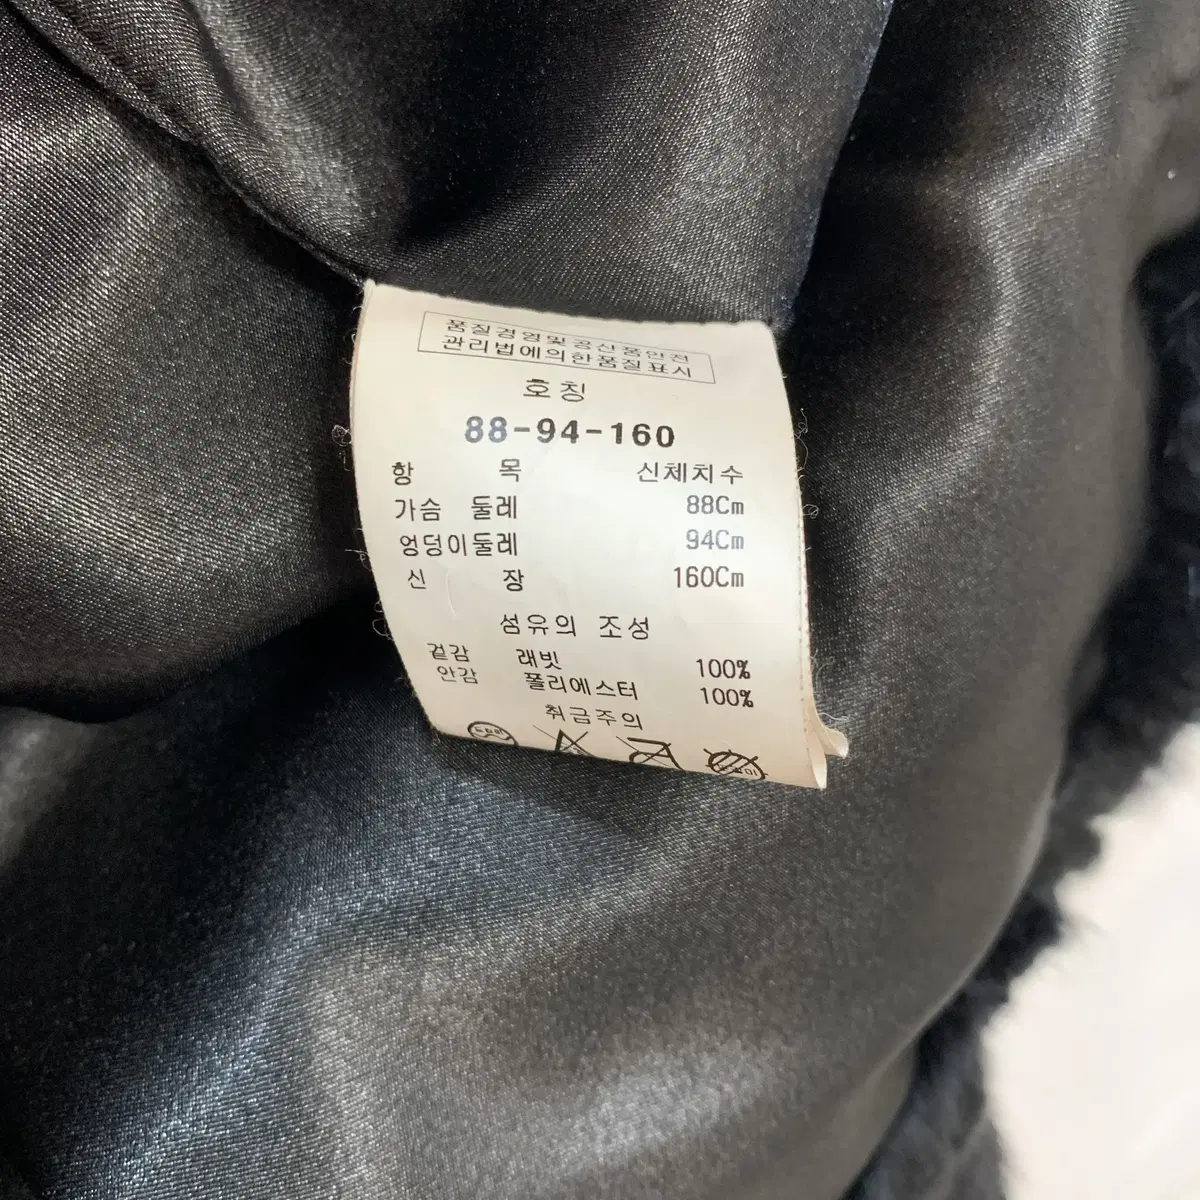 품질경영및공산품안전
관리법에의한품질표시
호칭
88-94-160
항 목 신체치수
가슴 둘레 88Cm
엉덩이둘레 94Cm
신 장 160Cm
섬유의 조성
겉감 래빗 100%
안감 폴리에스터 100%
취급주의
드라이